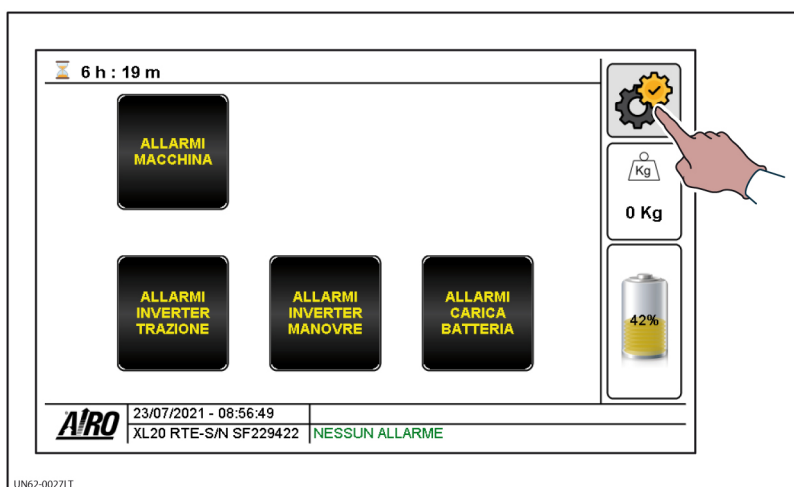 6 h : 19 m
ALLARMI
MACCHINA
Kg
0 Kg
ALLARMI
INVERTER
TRAZIONE
ALLARMI
INVERTER
MANOVRE
ALLARMI
CARICA
BATTERIA
42%
AIRO
23/07/2021 - 08:56:49
XL20 RTE-S/N SF229422
NESSUN ALLARME
UN62-0027IT